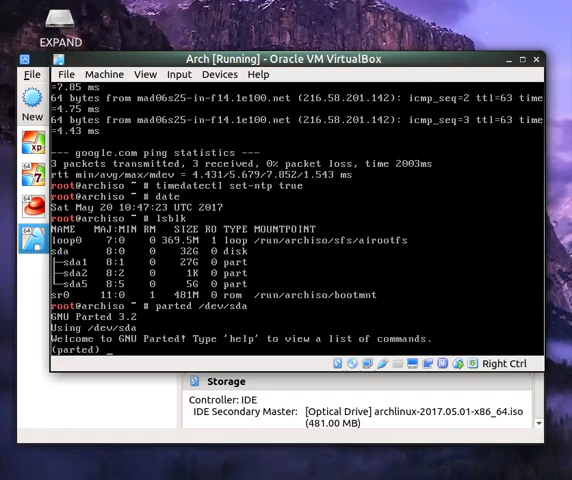 EXPAND
Arch [Running] - Oracle VM VirtualBox
File
File Machine View Input Devices Help
New
=7.85 ms
64 bytes from mad06s25-in-f14.1e100.net (216.58.201.142): icmp_seq=2 ttl=63 time
=4.75 ms
64 bytes from mad06s25-in-f14.1e100.net (216.58.201.142): icmp_seq=3 ttl=63 time
=4.43 ms
--- google.com ping statistics ---
3 packets transmitted, 3 received, 0% packet loss, time 2003ms
rtt min/avg/max/mdev = 4.431/5.679/7.852/1.543 ms
root@archiso ~ # timedatectl set-ntp true
root@archiso ~ # date
Sat May 20 10:47:23 UTC 2017
root@archiso ~ # lsblk
NAME MAJ:MIN RM SIZE RO TYPE MOUNTPOINT
loop0 7:0 0 369.5M 1 loop /run/archiso/sfs/airootfs
sda 8:0 0 32G 0 disk
├─sda1 8:1 0 27G 0 part
├─sda2 8:2 0 1K 0 part
└─sda5 8:5 0 5G 0 part
sr0 11:0 1 481M 0 rom /run/archiso/bootmnt
root@archiso ~ # parted /dev/sda
GNU Parted 3.2
Using /dev/sda
Welcome to GNU Parted! Type 'help' to view a list of commands.
(parted) _
Right Ctrl
Storage
Controller: IDE
IDE Secondary Master: [Optical Drive] archlinux-2017.05.01-x86_64.iso
(481.00 MB)